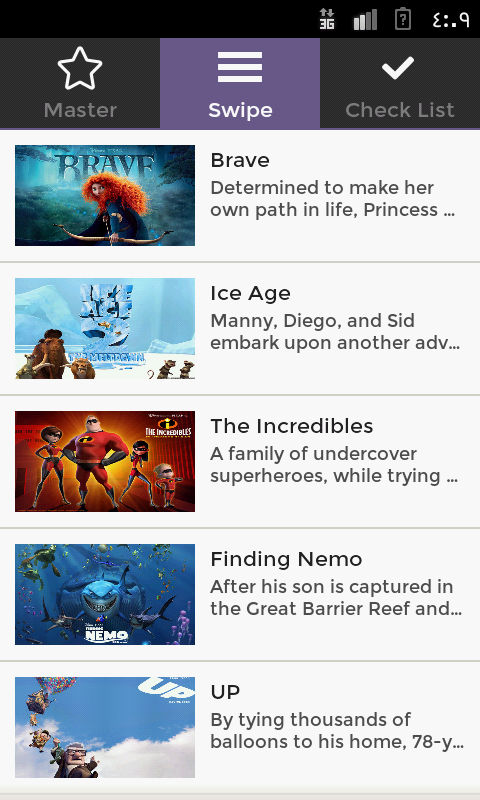 3G ٤:٠٩
Master
Swipe
Check List
BRAVE
Brave
Determined to make her
own path in life, Princess ...
ICE
AGE
2
THE MELTDOWN
Ice Age
Manny, Diego, and Sid
embark upon another adv...
THE INCREDIBLES
The Incredibles
A family of undercover
superheroes, while trying ...
FINDING
NEMO
Finding Nemo
After his son is captured in
the Great Barrier Reef and...
UP
UP
By tying thousands of
balloons to his home, 78-y...